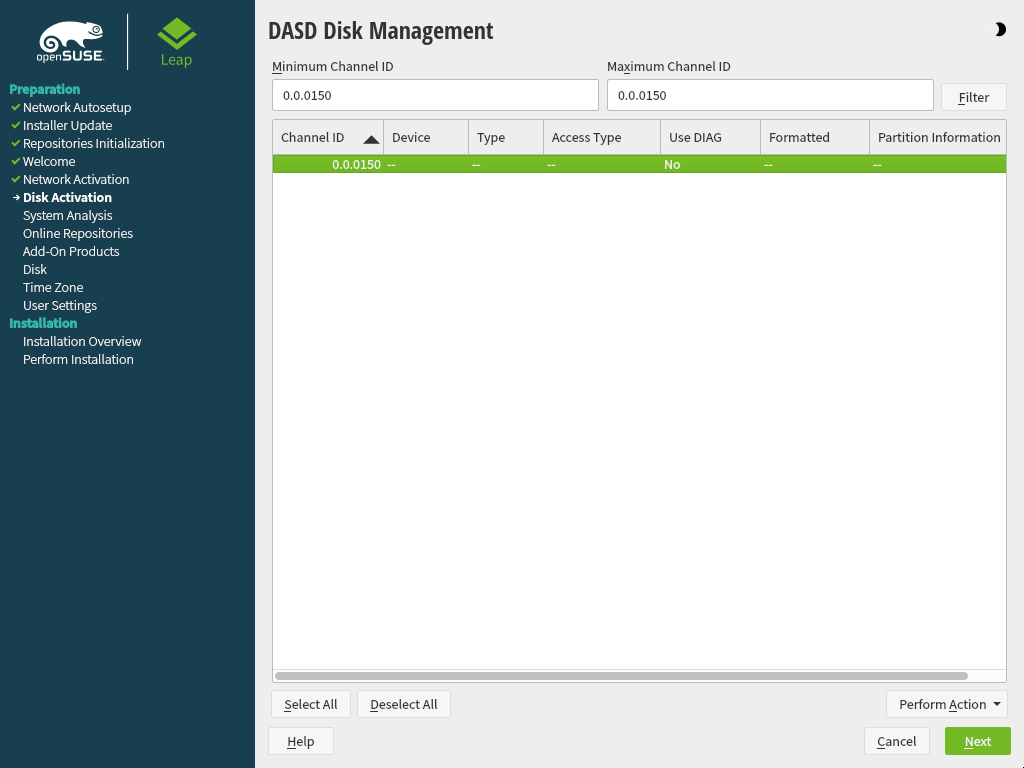 openSUSE
Leap
Preparation
Network Autosetup
Installer Update
Repositories Initialization
Welcome
Network Activation
Disk Activation
System Analysis
Online Repositories
Add-On Products
Disk
Time Zone
User Settings
Installation
Installation Overview
Perform Installation
DASD Disk Management
Minimum Channel ID Maximum Channel ID
0.0.0150 0.0.0150 Filter
Channel ID Device Type Access Type Use DIAG Formatted Partition Information
0.0.0150 -- -- -- No -- --
Select All Deselect All Perform Action
Help Cancel Next